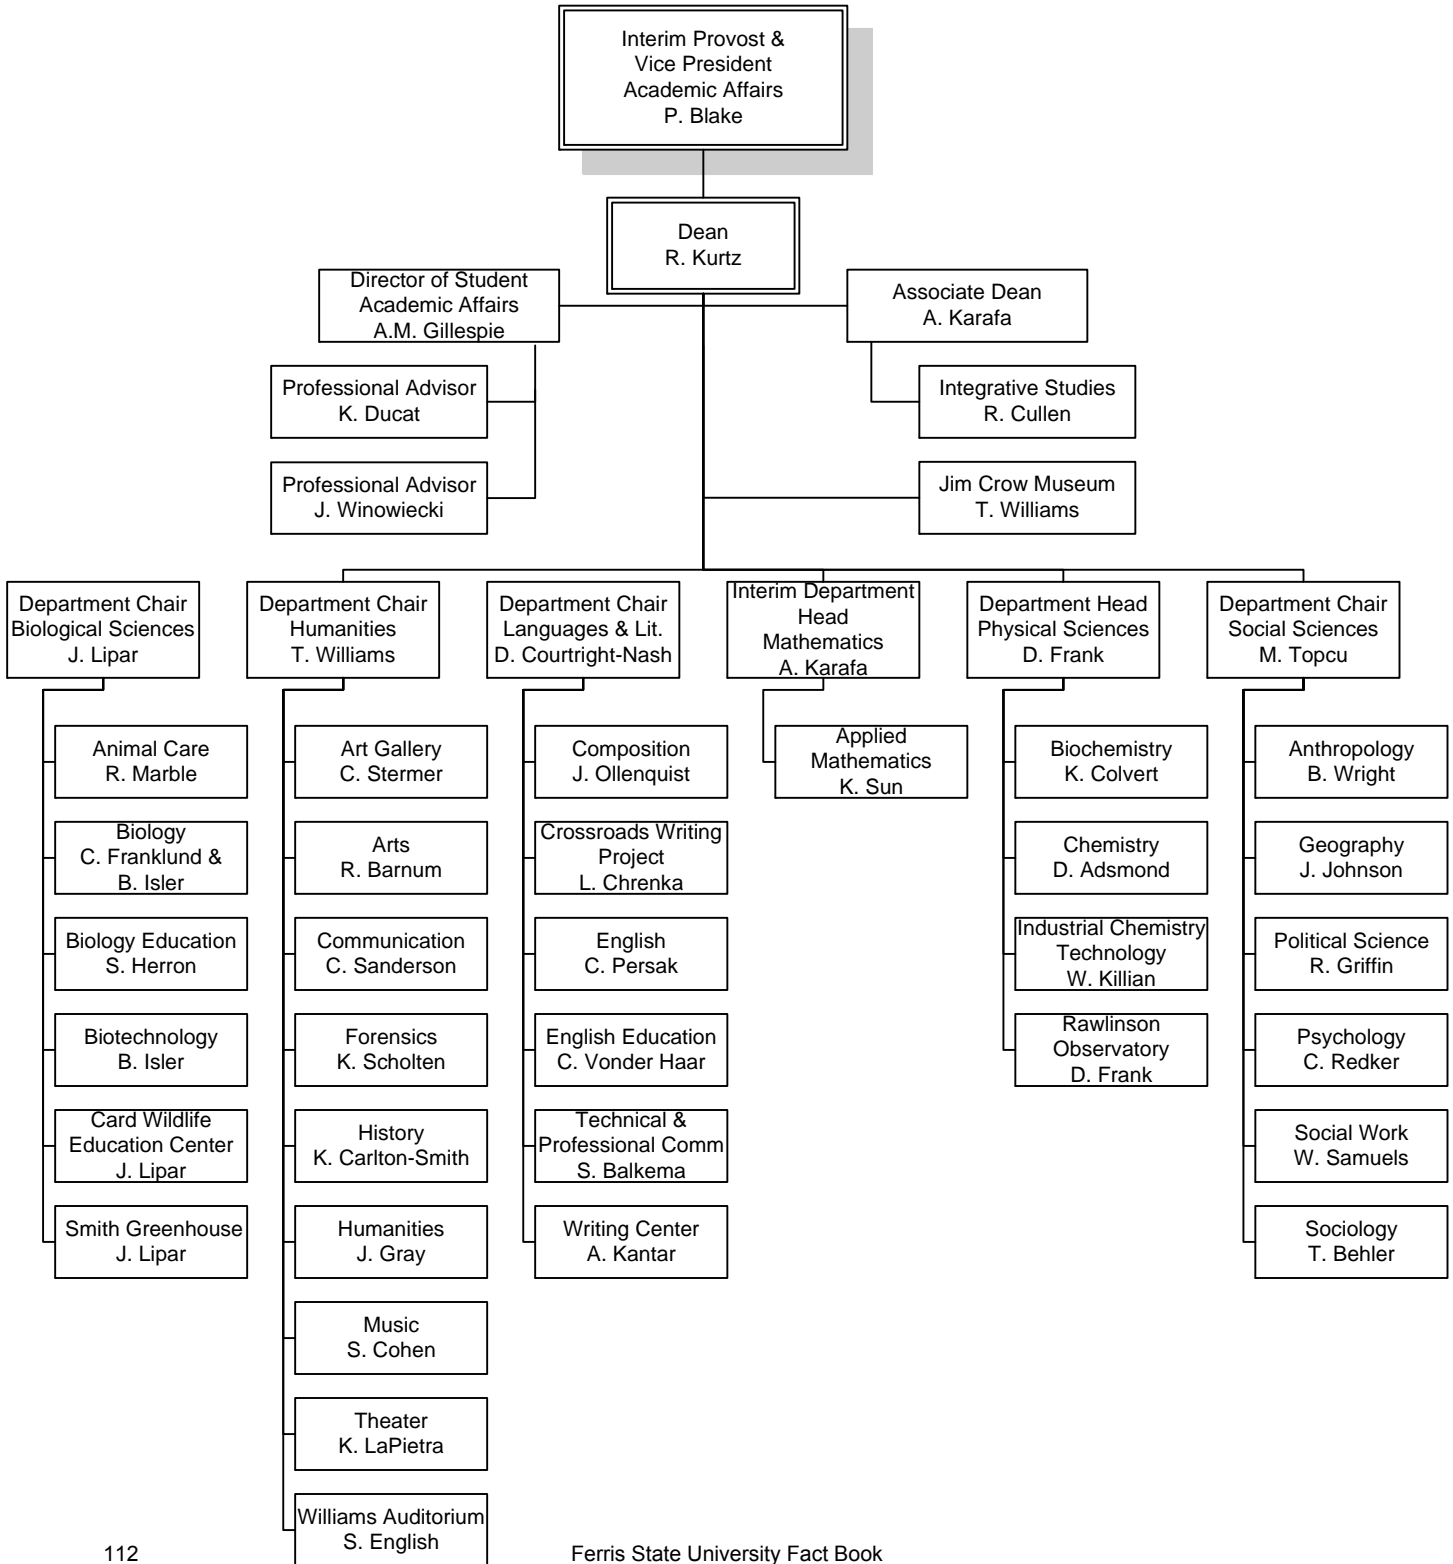 Interim Provost &
Vice President
Academic Affairs
P. Blake
Dean
R. Kurtz
Director of Student
Academic Affairs
A.M. Gillespie
Associate Dean
A. Karafa
Professional Advisor
K. Ducat
Integrative Studies
R. Cullen
Professional Advisor
J. Winowiecki
Jim Crow Museum
T. Williams
Department Chair
Biological Sciences
J. Lipar
Department Chair
Humanities
T. Williams
Department Chair
Languages & Lit.
D. Courtright-Nash
Interim Department
Head
Mathematics
A. Karafa
Department Head
Physical Sciences
D. Frank
Department Chair
Social Sciences
M. Topcu
Animal Care
R. Marble
Biology
C. Franklund &
B. Isler
Biology Education
S. Herron
Biotechnology
B. Isler
Card Wildlife
Education Center
J. Lipar
Smith Greenhouse
J. Lipar
Art Gallery
C. Stermer
Arts
R. Barnum
Communication
C. Sanderson
Forensics
K. Scholten
History
K. Carlton-Smith
Humanities
J. Gray
Music
S. Cohen
Theater
K. LaPietra
Williams Auditorium
S. English
Composition
J. Ollenquist
Crossroads Writing
Project
L. Chrenka
English
C. Persak
English Education
C. Vonder Haar
Technical &
Professional Comm
S. Balkema
Writing Center
A. Kantar
Applied
Mathematics
K. Sun
Biochemistry
K. Colvert
Chemistry
D. Adsmond
Industrial Chemistry
Technology
W. Killian
Rawlinson
Observatory
D. Frank
Anthropology
B. Wright
Geography
J. Johnson
Political Science
R. Griffin
Psychology
C. Redker
Social Work
W. Samuels
Sociology
T. Behler
112
Ferris State University Fact Book